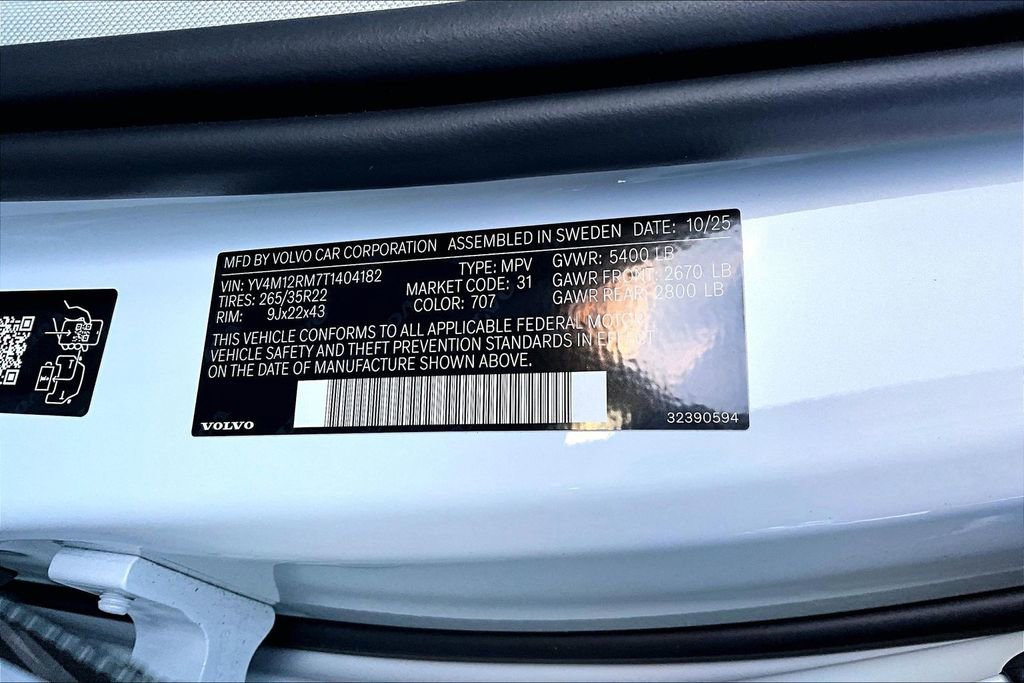 MFD BY VOLVO CAR CORPORATION ASSEMBLED IN SWEDEN DATE: 10/25
VIN: YV4M12RM7T1404182 TYPE: MPV GVWR: 5400 LB
TIRES: 265/35R22 MARKET CODE: 31 GAWR FRONT: 2670 LB
RIM: 9Jx22x43 COLOR: 707 GAWR REAR: 2800 LB
THIS VEHICLE CONFORMS TO ALL APPLICABLE FEDERAL MOTOR
VEHICLE SAFETY AND THEFT PREVENTION STANDARDS IN EFFECT
ON THE DATE OF MANUFACTURE SHOWN ABOVE.
VOLVO 32390594